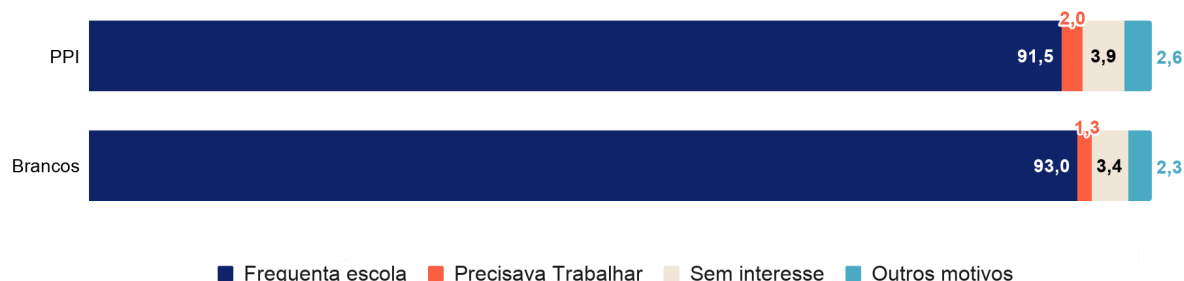 2,0
PPI 91,5 3,9 2,6
1,3
Brancos 93,0 3,4 2,3
Frequenta escola Precisava Trabalhar Sem interesse Outros motivos